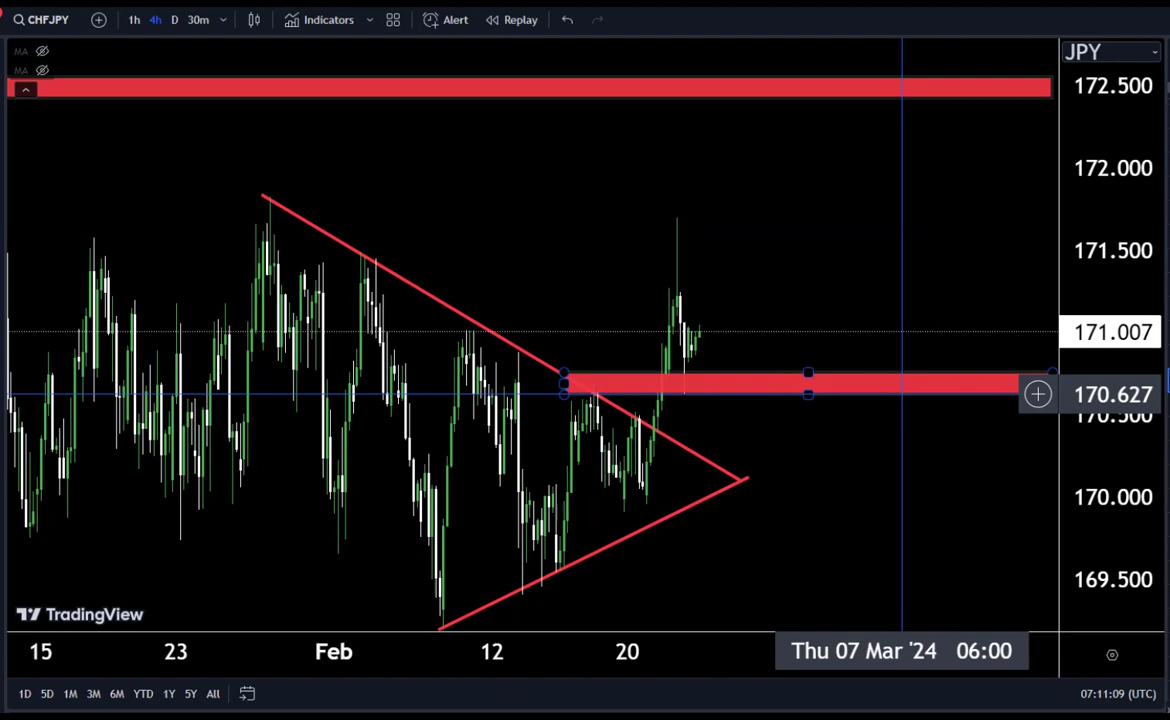 CHFJPY 1h 4h D 30m Indicators Alert Replay
MA
MA
JPY
172.500
172.000
171.500
171.007
170.627
170.500
170.000
169.500
TradingView
15 23 Feb 12 20 Thu 07 Mar '24 06:00
1D 5D 1M 3M 6M YTD 1Y 5Y All 07:11:09 (UTC)